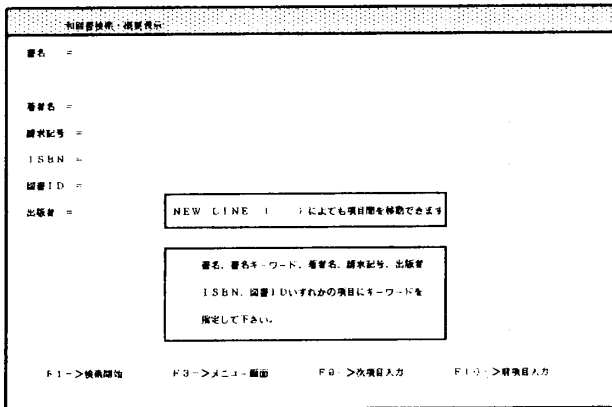 和図書検索・概要表示
書名 =
著者名 =
請求記号 =
ISBN =
図書ID =
出版者 =
NEW LINE ( ) によても項目間を移動できます
書名、書名キーワード、著者名、請求記号、出版者
ISBN、図書IDいずれかの項目にキーワードを
指定して下さい。
F1->検索開始 F3->メニュー画面 F9->次項目入力 F10->前項目入力